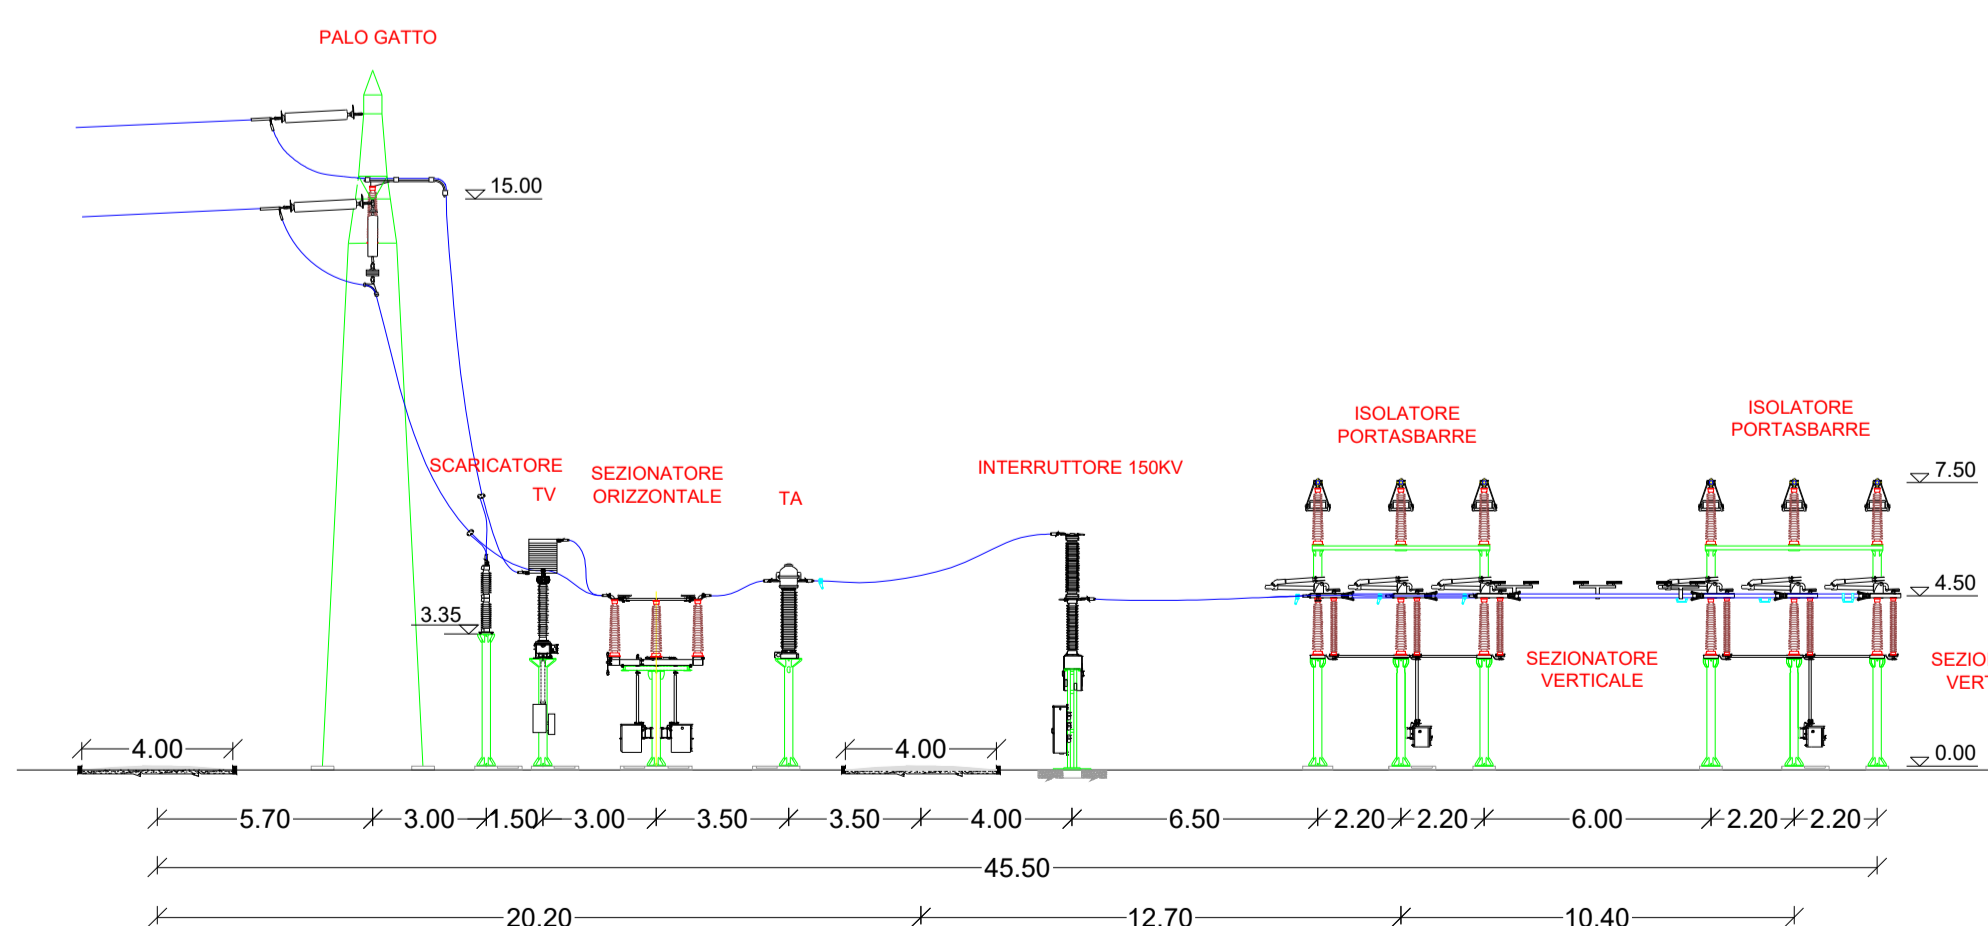 PALO GATTO
15.00
ISOLATORE
PORTASBARRE
ISOLATORE
PORTASBARRE
SCARICATORE
TV
SEZIONATORE
ORIZZONTALE
TA
INTERRUTTORE 150KV
7.50
4.50
3.35
SEZIONATORE
VERTICALE
SEZIO
VERT
4.00
4.00
0.00
5.70
3.00
1.50
3.00
3.50
3.50
4.00
6.50
2.20
2.20
6.00
2.20
2.20
45.50
20.20
12.70
10.40